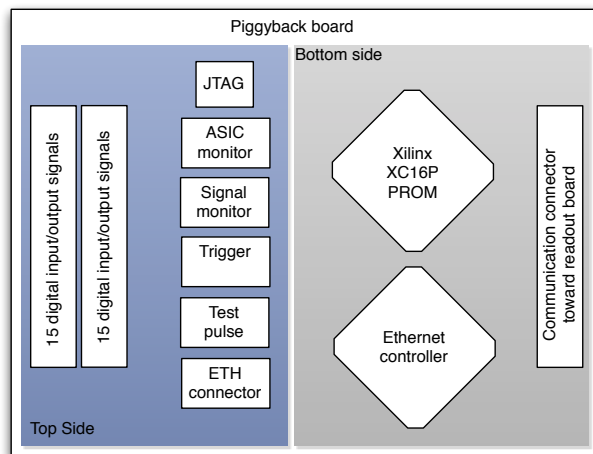 Piggyback board
Bottom side
JTAG
ASIC
monitor
Signal
monitor
Trigger
Test
pulse
ETH
connector
15 digital input/output signals
15 digital input/output signals
Top Side
Xilinx
XC16P
PROM
Ethernet
controller
Communication connector
toward readout board